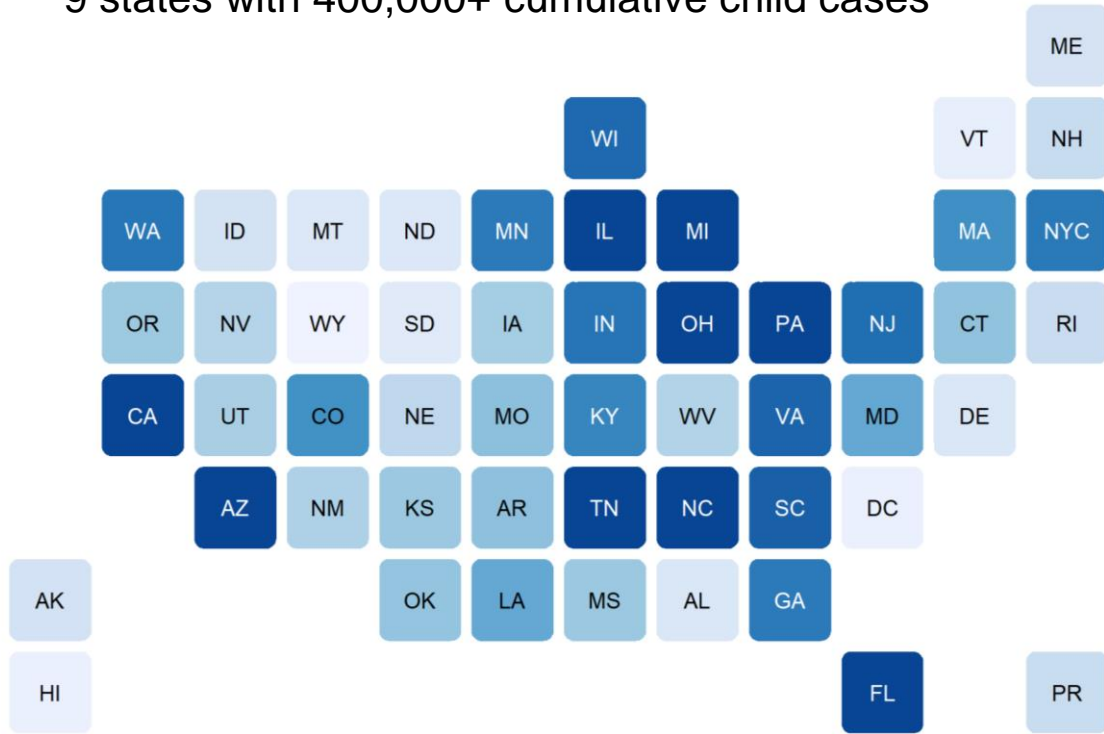 9 states with 400,000+ cumulative child cases
ME
WI VT NH
WA ID MT ND MN IL MI MA NYC
OR NV WY SD IA IN OH PA NJ CT RI
CA UT CO NE MO KY WV VA MD DE
AZ NM KS AR TN NC SC DC
AK OK LA MS AL GA
HI FL PR